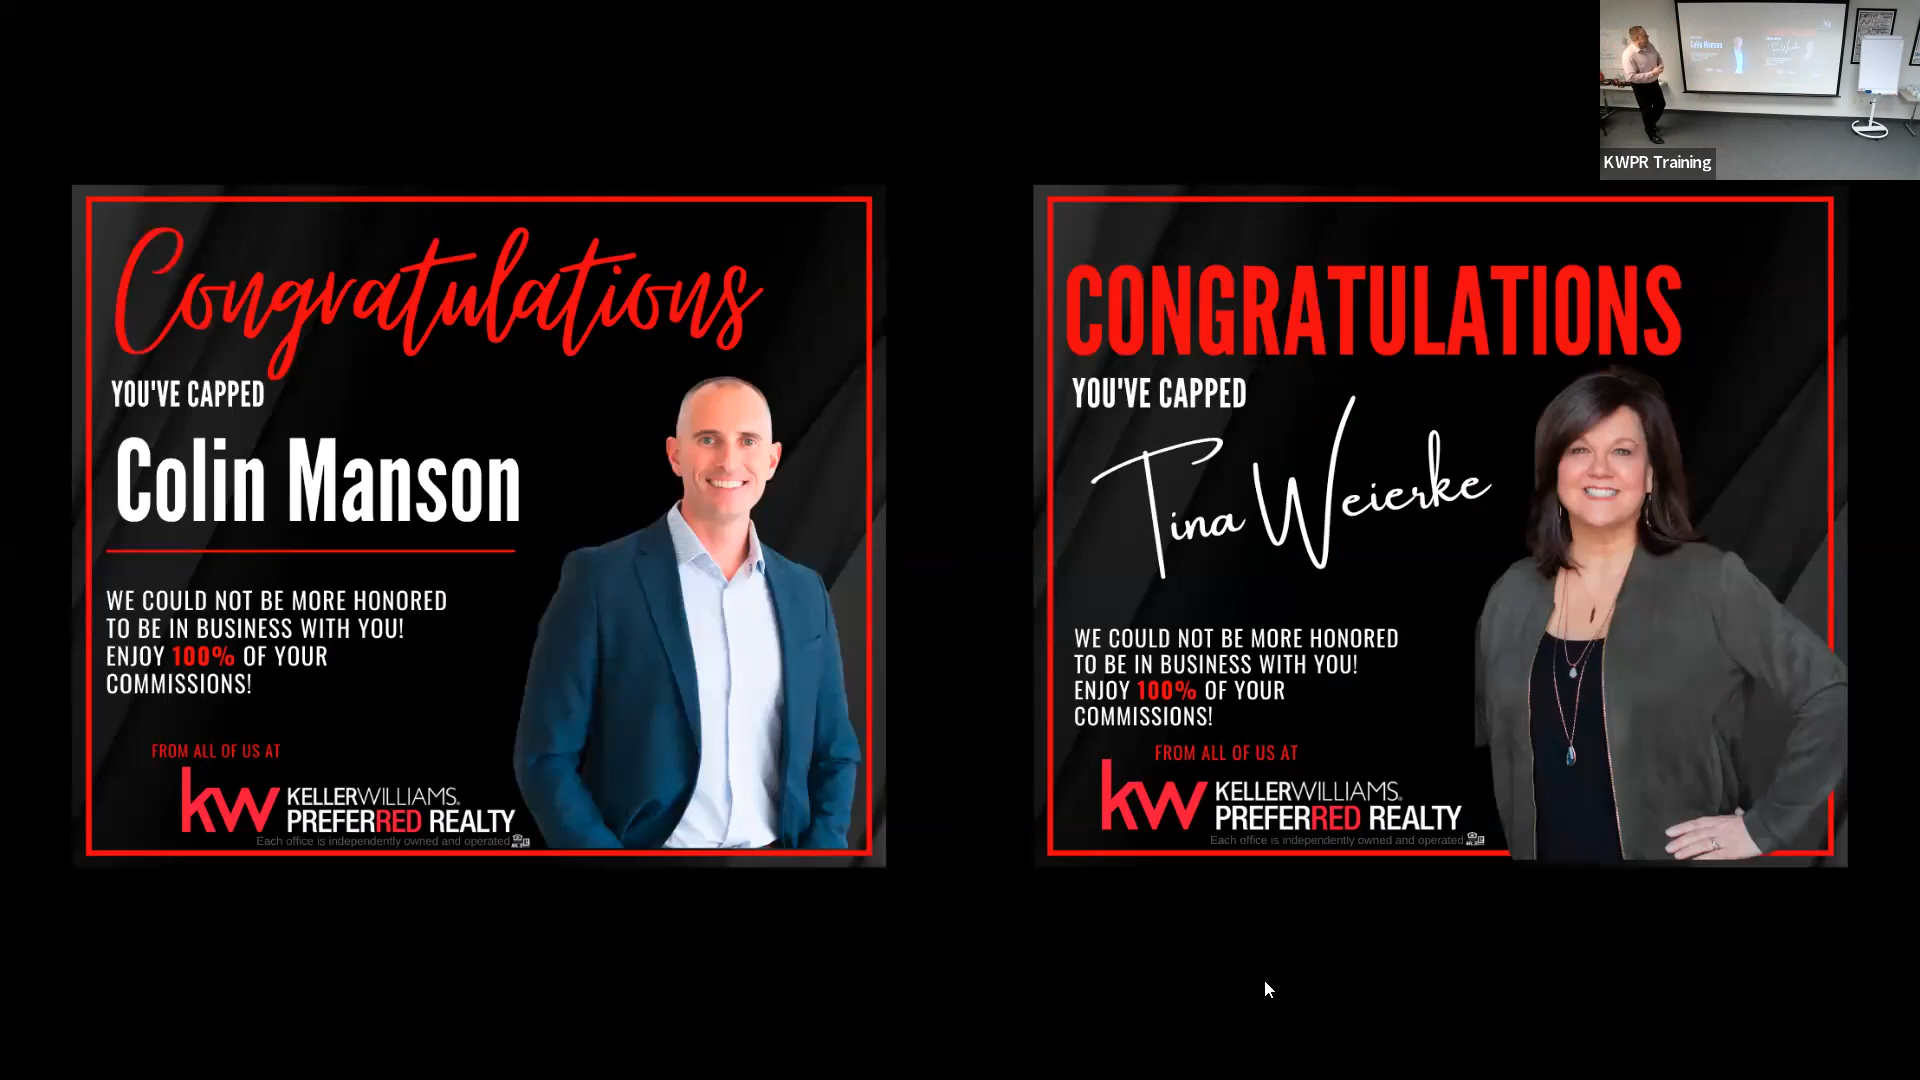 Congratulations
YOU'VE CAPPED
Colin Manson
WE COULD NOT BE MORE HONORED
TO BE IN BUSINESS WITH YOU!
ENJOY 100% OF YOUR
COMMISSIONS!
FROM ALL OF US AT
kw KELLERWILLIAMS.
PREFERRED REALTY
Each office is independently owned and operated
CONGRATULATIONS
YOU'VE CAPPED
Tina Weierke
WE COULD NOT BE MORE HONORED
TO BE IN BUSINESS WITH YOU!
ENJOY 100% OF YOUR
COMMISSIONS!
FROM ALL OF US AT
kw KELLERWILLIAMS.
PREFERRED REALTY
Each office is independently owned and operated
Colin Manson
Tina Weierke
KWPR Training